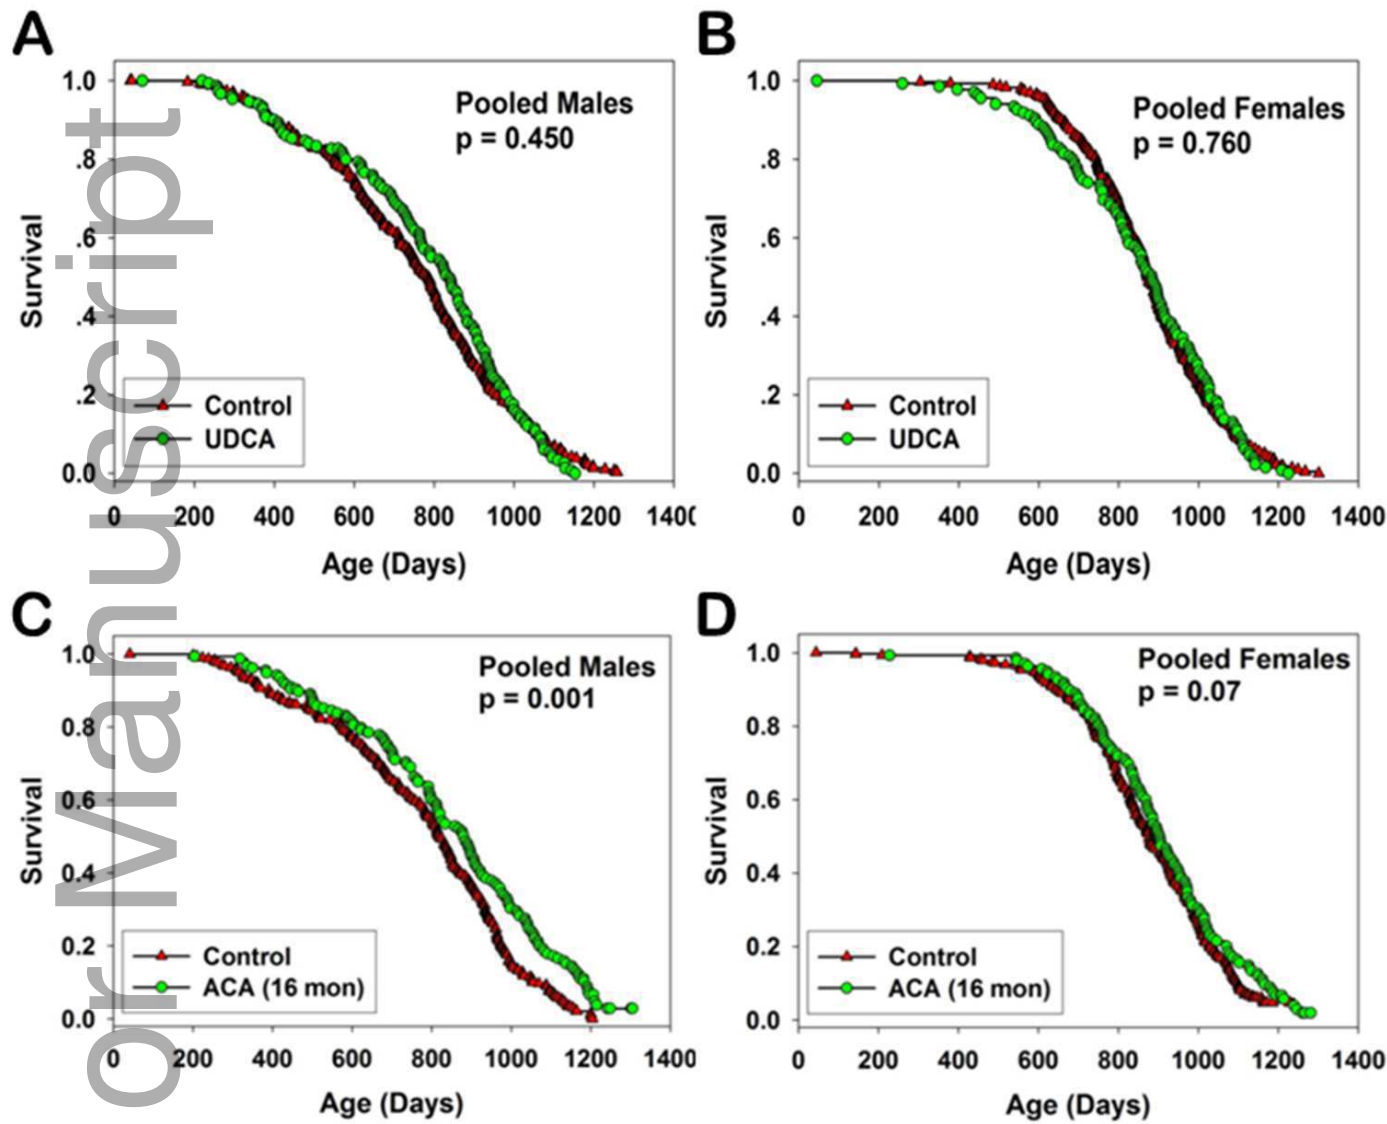 A
Pooled Males
p = 0.450
Survival
1.0
.8
.6
.4
.2
0.0
Control
UDCA
0 200 400 600 800 1000 1200 1400
Age (Days)
B
Pooled Females
p = 0.760
Survival
1.0
.8
.6
.4
.2
0.0
Control
UDCA
0 200 400 600 800 1000 1200 1400
Age (Days)
C
Pooled Males
p = 0.001
Survival
1.0
0.8
0.6
0.4
0.2
0.0
Control
ACA (16 mon)
0 200 400 600 800 1000 1200 1400
Age (Days)
D
Pooled Females
p = 0.07
Survival
1.0
0.8
0.6
0.4
0.2
0.0
Control
ACA (16 mon)
0 200 400 600 800 1000 1200 1400
Age (Days)
or Manuscript